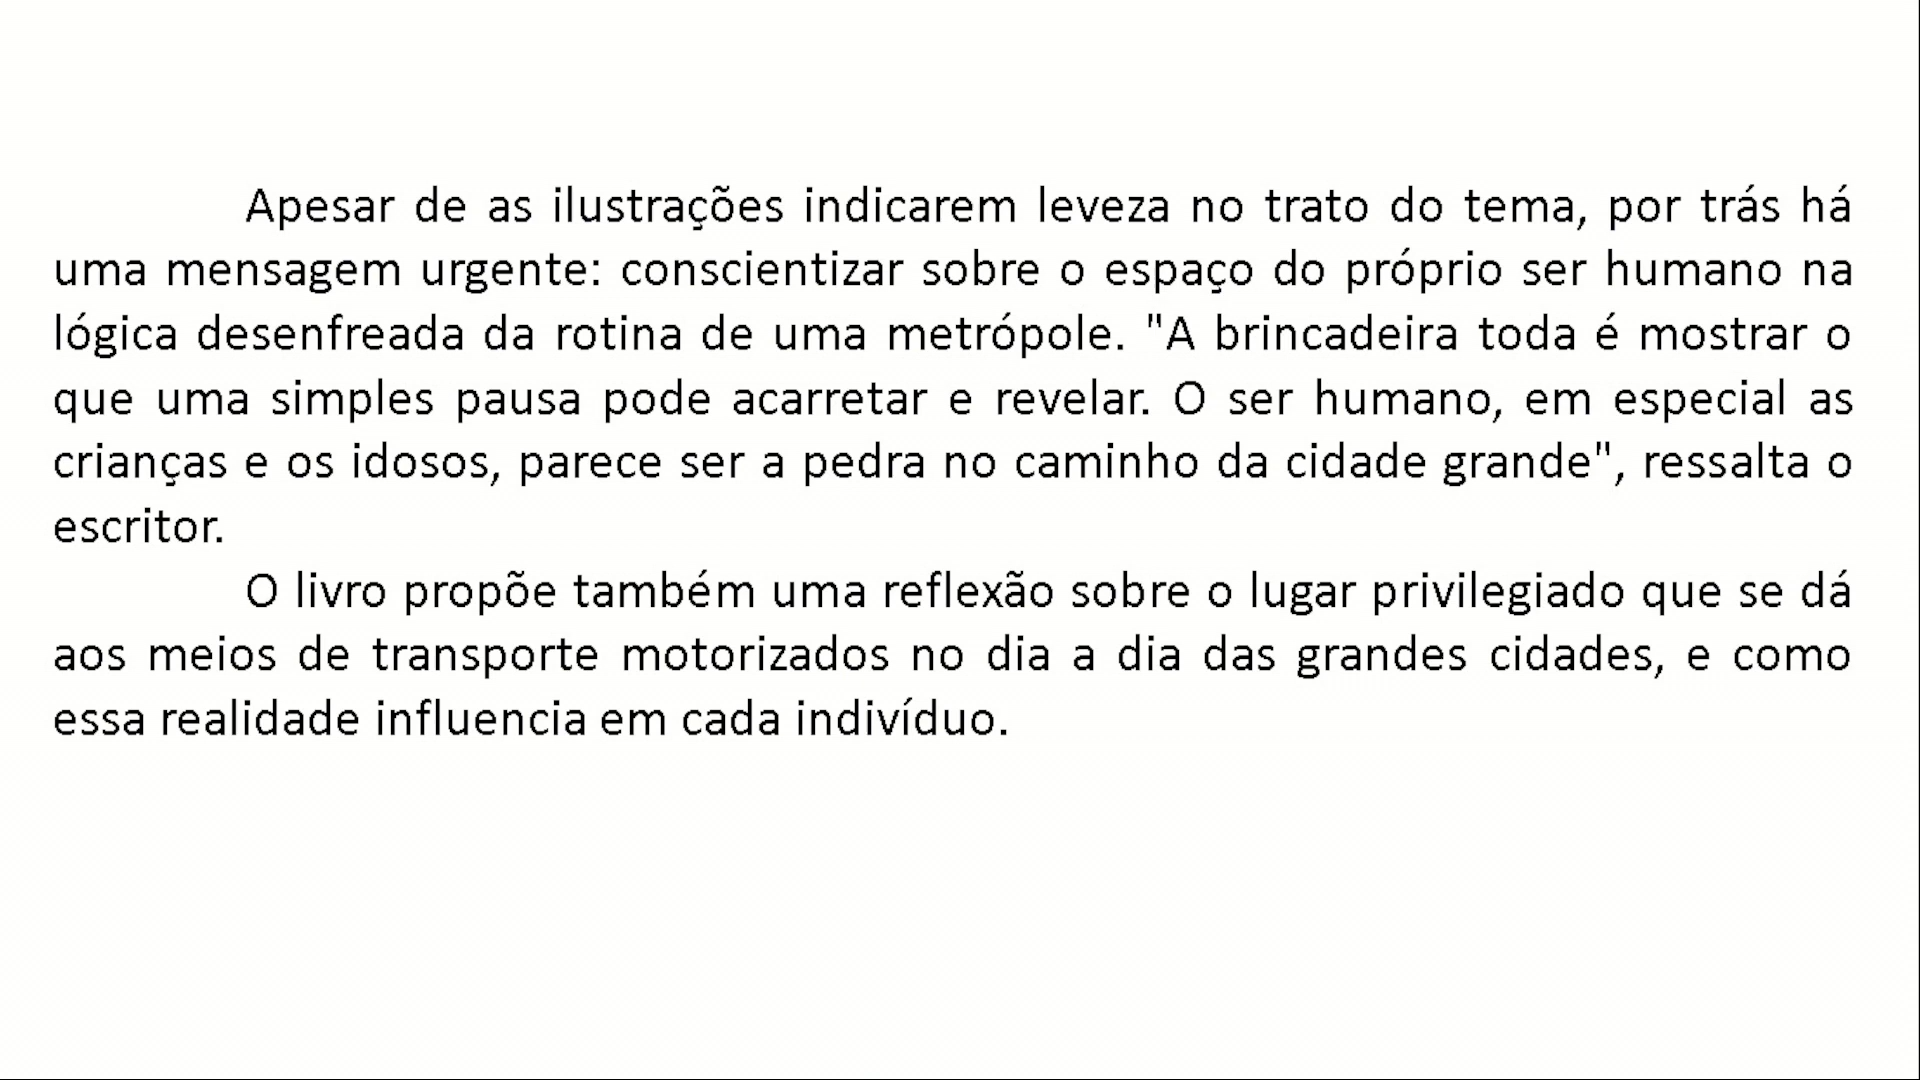 Apesar de as ilustrações indicarem leveza no trato do tema, por trás há
uma mensagem urgente: conscientizar sobre o espaço do próprio ser humano na
lógica desenfreada da rotina de uma metrópole. "A brincadeira toda é mostrar o
que uma simples pausa pode acarretar e revelar. O ser humano, em especial as
crianças e os idosos, parece ser a pedra no caminho da cidade grande", ressalta o
escritor.
O livro propõe também uma reflexão sobre o lugar privilegiado que se dá
aos meios de transporte motorizados no dia a dia das grandes cidades, e como
essa realidade influencia em cada indivíduo.